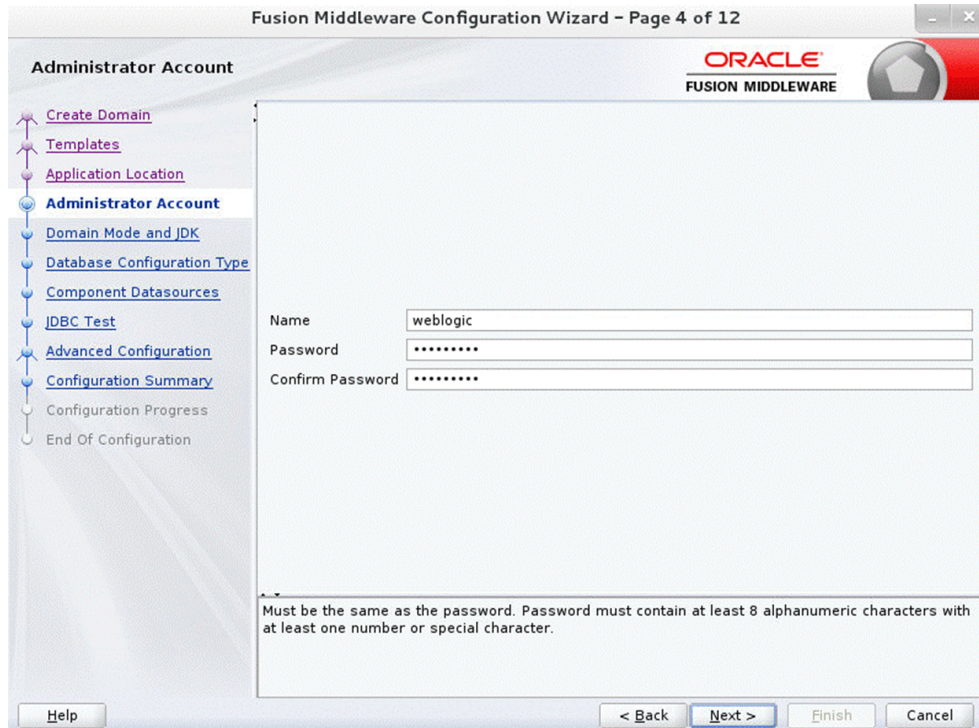 Fusion Middleware Configuration Wizard – Page 4 of 12
Administrator Account
ORACLE
FUSION MIDDLEWARE
Create Domain
Templates
Application Location
Administrator Account
Domain Mode and JDK
Database Configuration Type
Component Datasources
JDBC Test
Advanced Configuration
Configuration Summary
Configuration Progress
End Of Configuration
Name weblogic
Password •••••••••
Confirm Password •••••••••
Must be the same as the password. Password must contain at least 8 alphanumeric characters with
at least one number or special character.
Help < Back Next > Finish Cancel